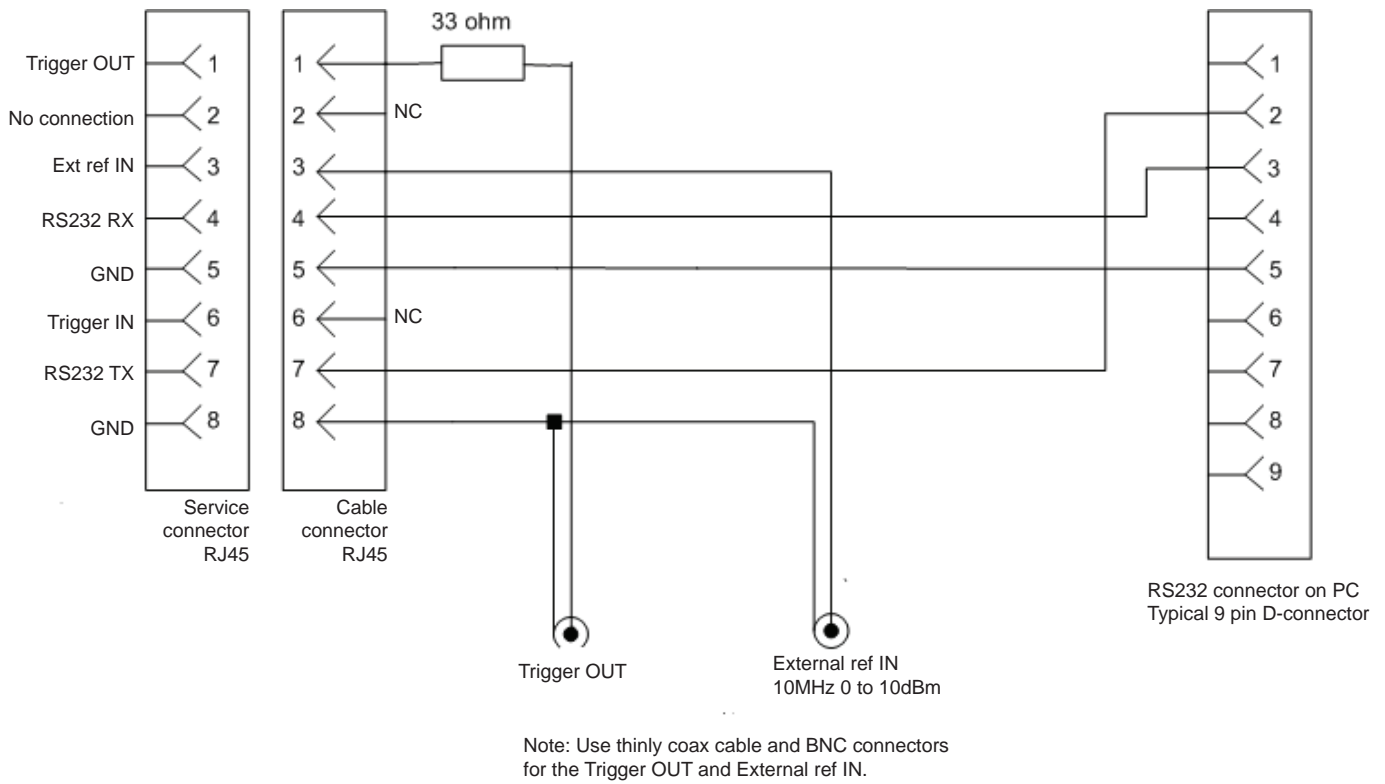 33 ohm
Trigger OUT
1
1
1
No connection
2
2
NC
2
Ext ref IN
3
3
3
RS232 RX
4
4
4
GND
5
5
5
Trigger IN
6
6
NC
6
RS232 TX
7
7
7
GND
8
8
8
9
Service
connector
RJ45
Cable
connector
RJ45
RS232 connector on PC
Typical 9 pin D-connector
Trigger OUT
External ref IN
10MHz 0 to 10dBm
Note: Use thinly coax cable and BNC connectors
for the Trigger OUT and External ref IN.